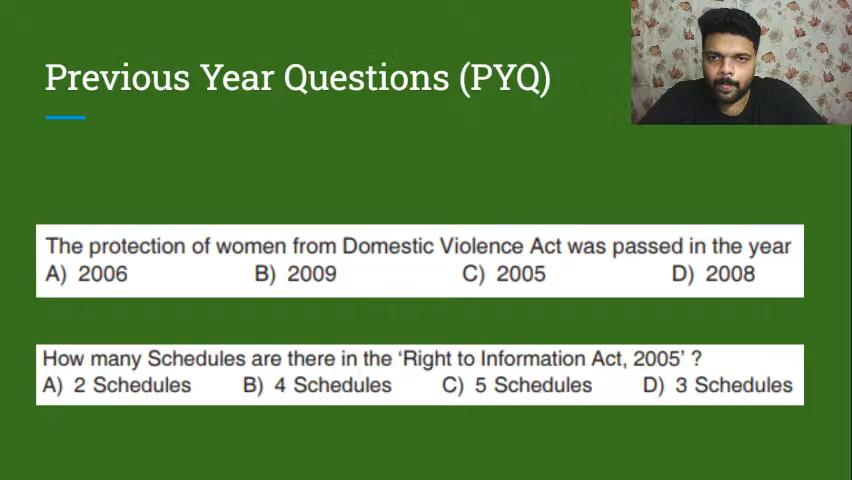 Previous Year Questions (PYQ)
The protection of women from Domestic Violence Act was passed in the year
A) 2006 B) 2009 C) 2005 D) 2008
How many Schedules are there in the ‘Right to Information Act, 2005’ ?
A) 2 Schedules B) 4 Schedules C) 5 Schedules D) 3 Schedules